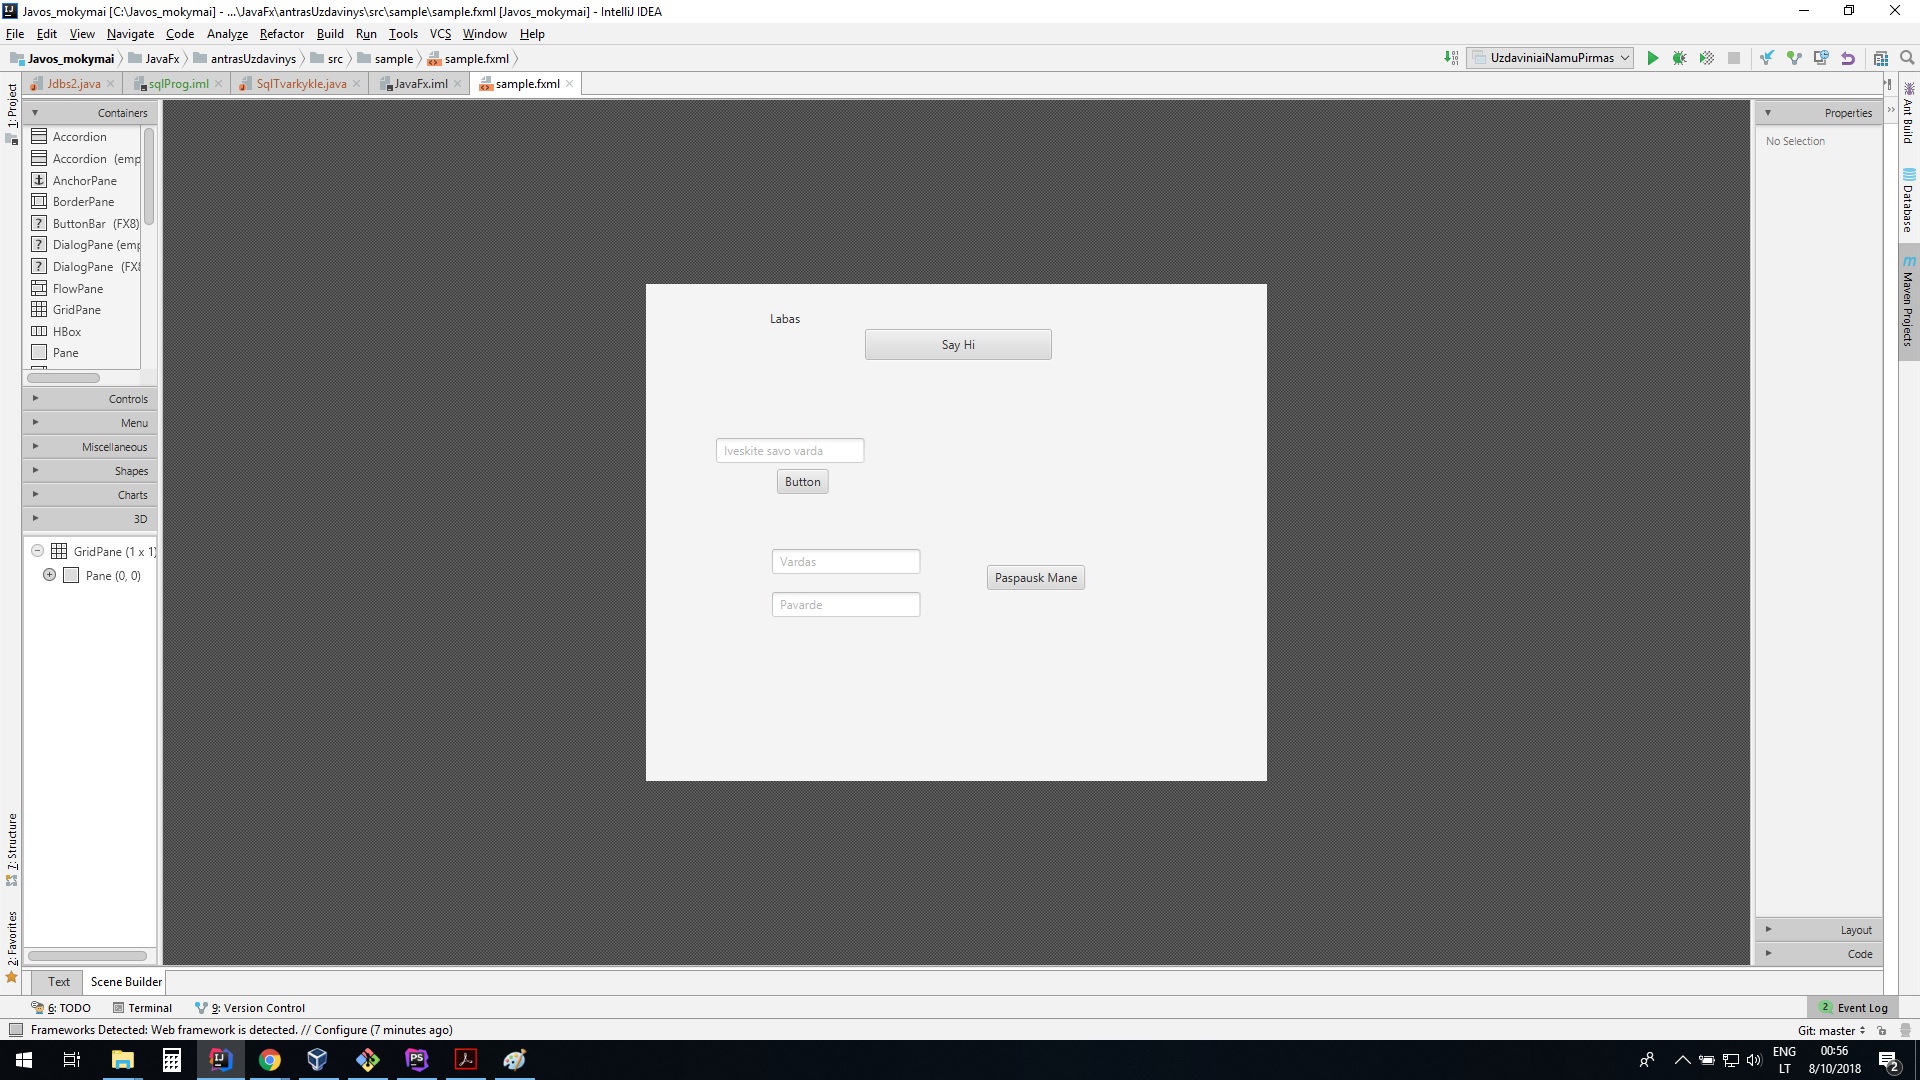 Javos_mokymai [C:\Javos_mokymai] - ...\JavaFx\antrasUzdavinys\src\sample\sample.fxml [Javos_mokymai] - IntelliJ IDEA
File Edit View Navigate Code Analyze Refactor Build Run Tools VCS Window Help
Javos_mokymai JavaFx antrasUzdavinys src sample sample.fxml UzdaviniaiNamuPirmas
Jdbs2.java sqlProg.iml SqlTvarkykle.java JavaFx.iml sample.fxml
1: Project
7: Structure
2: Favorites
Containers
Accordion
Accordion (emp
AnchorPane
BorderPane
ButtonBar (FX8)
DialogPane (emp
DialogPane (FX8
FlowPane
GridPane
HBox
Pane
Controls
Menu
Miscellaneous
Shapes
Charts
3D
GridPane (1 x 1)
Pane (0, 0)
Labas
Say Hi
Iveskite savo varda
Button
Vardas
Pavarde
Paspausk Mane
Properties
No Selection
Layout
Code
Ant Build
Database
Maven Projects
Text Scene Builder
6: TODO Terminal 9: Version Control 2 Event Log
Frameworks Detected: Web framework is detected. // Configure (7 minutes ago) Git: master
ENG
LT
00:56
8/10/2018
2